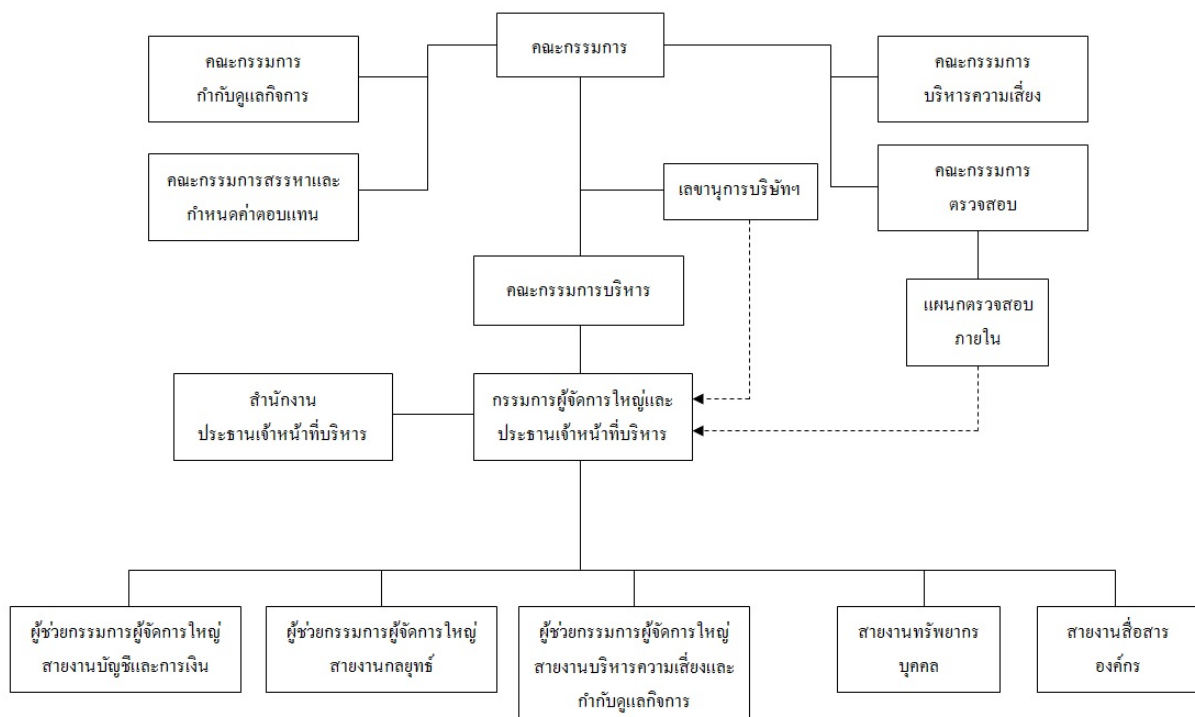 คณะกรรมการ
คณะกรรมการ
กำกับดูแลกิจการ
คณะกรรมการ
บริหารความเสี่ยง
คณะกรรมการสรรหาและ
กำหนดค่าตอบแทน
เลขานุการบริษัทฯ
คณะกรรมการ
ตรวจสอบ
คณะกรรมการบริหาร
แผนกตรวจสอบ
ภายใน
สำนักงาน
ประธานเจ้าหน้าที่บริหาร
กรรมการผู้จัดการใหญ่และ
ประธานเจ้าหน้าที่บริหาร
ผู้ช่วยกรรมการผู้จัดการใหญ่
สายงานบัญชีและการเงิน
ผู้ช่วยกรรมการผู้จัดการใหญ่
สายงานกลยุทธ์
ผู้ช่วยกรรมการผู้จัดการใหญ่
สายงานบริหารความเสี่ยงและ
กำกับดูแลกิจการ
สายงานทรัพยากร
บุคคล
สายงานสื่อสาร
องค์กร